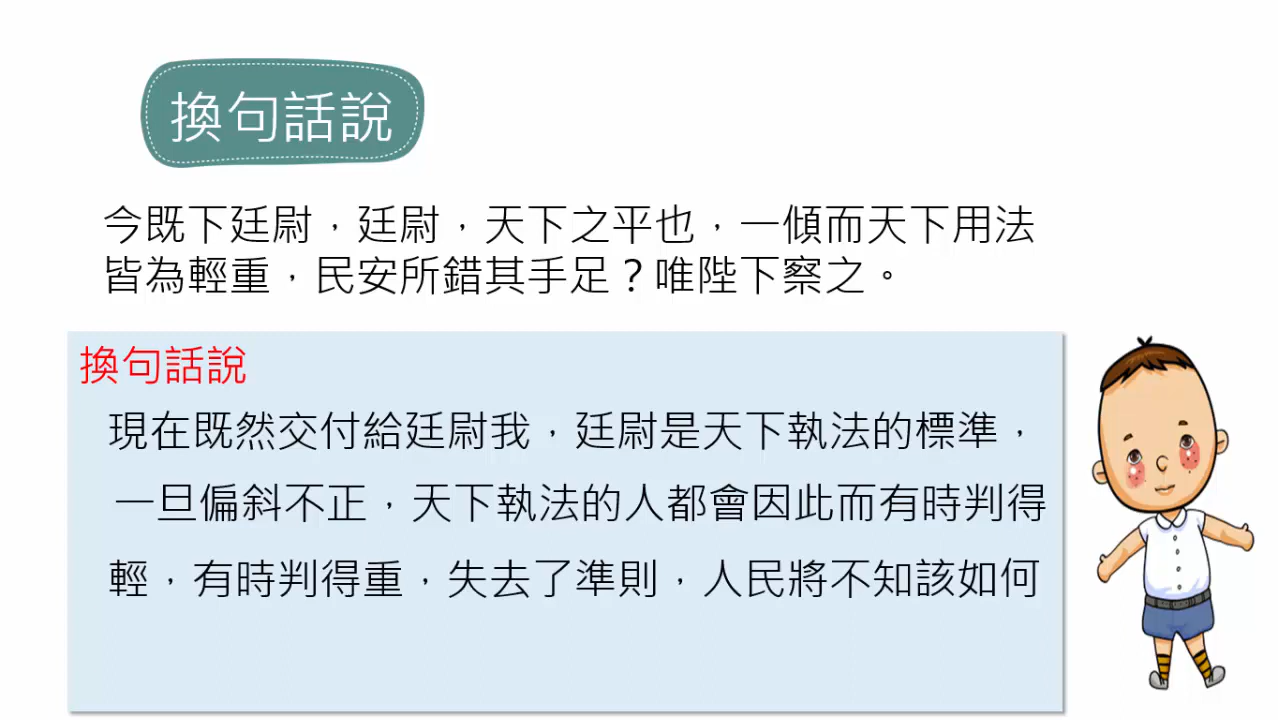 換句話說
今既下廷尉，廷尉，天下之平也，一傾而天下用法
皆為輕重，民安所錯其手足？唯陛下察之。
換句話說
現在既然交付給廷尉我，廷尉是天下執法的標準，
一旦偏斜不正，天下執法的人都會因此而有時判得
輕，有時判得重，失去了準則，人民將不知該如何